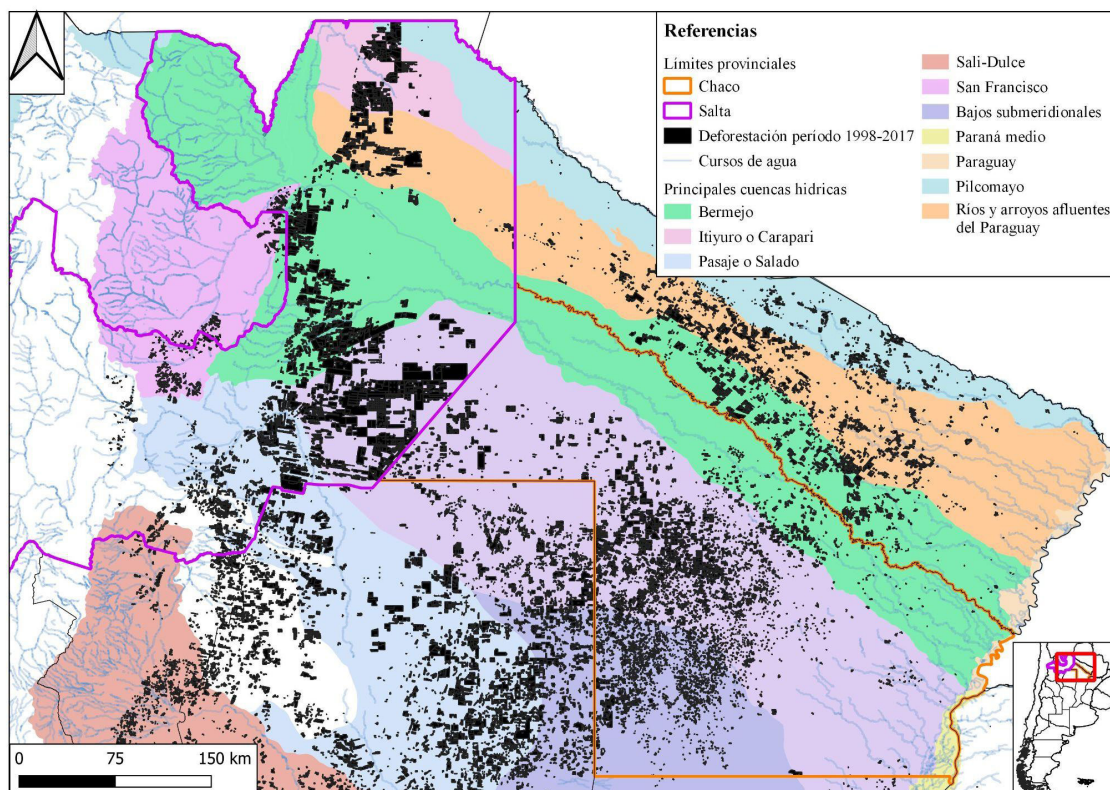 Referencias
Límites provinciales
Chaco
Salta
Deforestación período 1998-2017
Cursos de agua
Principales cuencas hídricas
Bermejo
Itiyuro o Carapari
Pasaje o Salado
Sali-Dulce
San Francisco
Bajos submeridionales
Paraná medio
Paraguay
Pilcomayo
Ríos y arroyos afluentes
del Paraguay
0 75 150 km